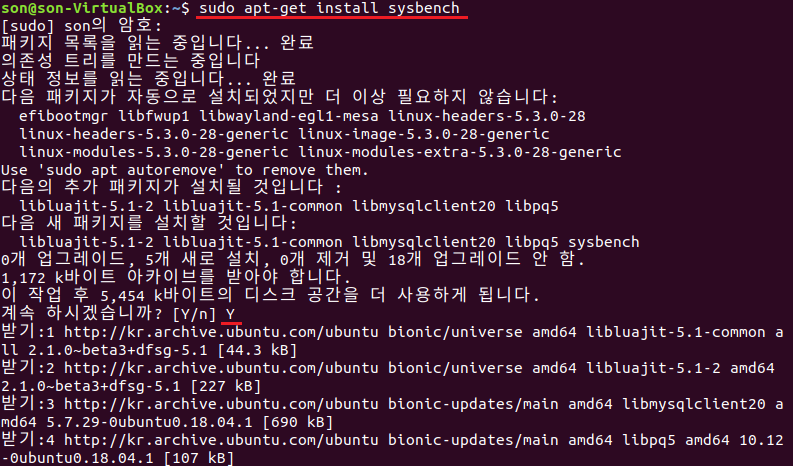 son@son-VirtualBox:~$ sudo apt-get install sysbench
[sudo] son의 암호:
패키지 목록을 읽는 중입니다... 완료
의존성 트리를 만드는 중입니다
상태 정보를 읽는 중입니다... 완료
다음 패키지가 자동으로 설치되었지만 더 이상 필요하지 않습니다:
  efibootmgr libfwup1 libwayland-egl1-mesa linux-headers-5.3.0-28
  linux-headers-5.3.0-28-generic linux-image-5.3.0-28-generic
  linux-modules-5.3.0-28-generic linux-modules-extra-5.3.0-28-generic
Use 'sudo apt autoremove' to remove them.
다음의 추가 패키지가 설치될 것입니다 :
  libluajit-5.1-2 libluajit-5.1-common libmysqlclient20 libpq5
다음 새 패키지를 설치할 것입니다:
  libluajit-5.1-2 libluajit-5.1-common libmysqlclient20 libpq5 sysbench
0개 업그레이드, 5개 새로 설치, 0개 제거 및 18개 업그레이드 안 함.
1,172 k바이트 아카이브를 받아야 합니다.
이 작업 후 5,454 k바이트의 디스크 공간을 더 사용하게 됩니다.
계속 하시겠습니까? [Y/n] Y
받기:1 http://kr.archive.ubuntu.com/ubuntu bionic/universe amd64 libluajit-5.1-common a
ll 2.1.0~beta3+dfsg-5.1 [44.3 kB]
받기:2 http://kr.archive.ubuntu.com/ubuntu bionic/universe amd64 libluajit-5.1-2 amd64
2.1.0~beta3+dfsg-5.1 [227 kB]
받기:3 http://kr.archive.ubuntu.com/ubuntu bionic-updates/main amd64 libmysqlclient20 a
md64 5.7.29-0ubuntu0.18.04.1 [690 kB]
받기:4 http://kr.archive.ubuntu.com/ubuntu bionic-updates/main amd64 libpq5 amd64 10.12
-0ubuntu0.18.04.1 [107 kB]